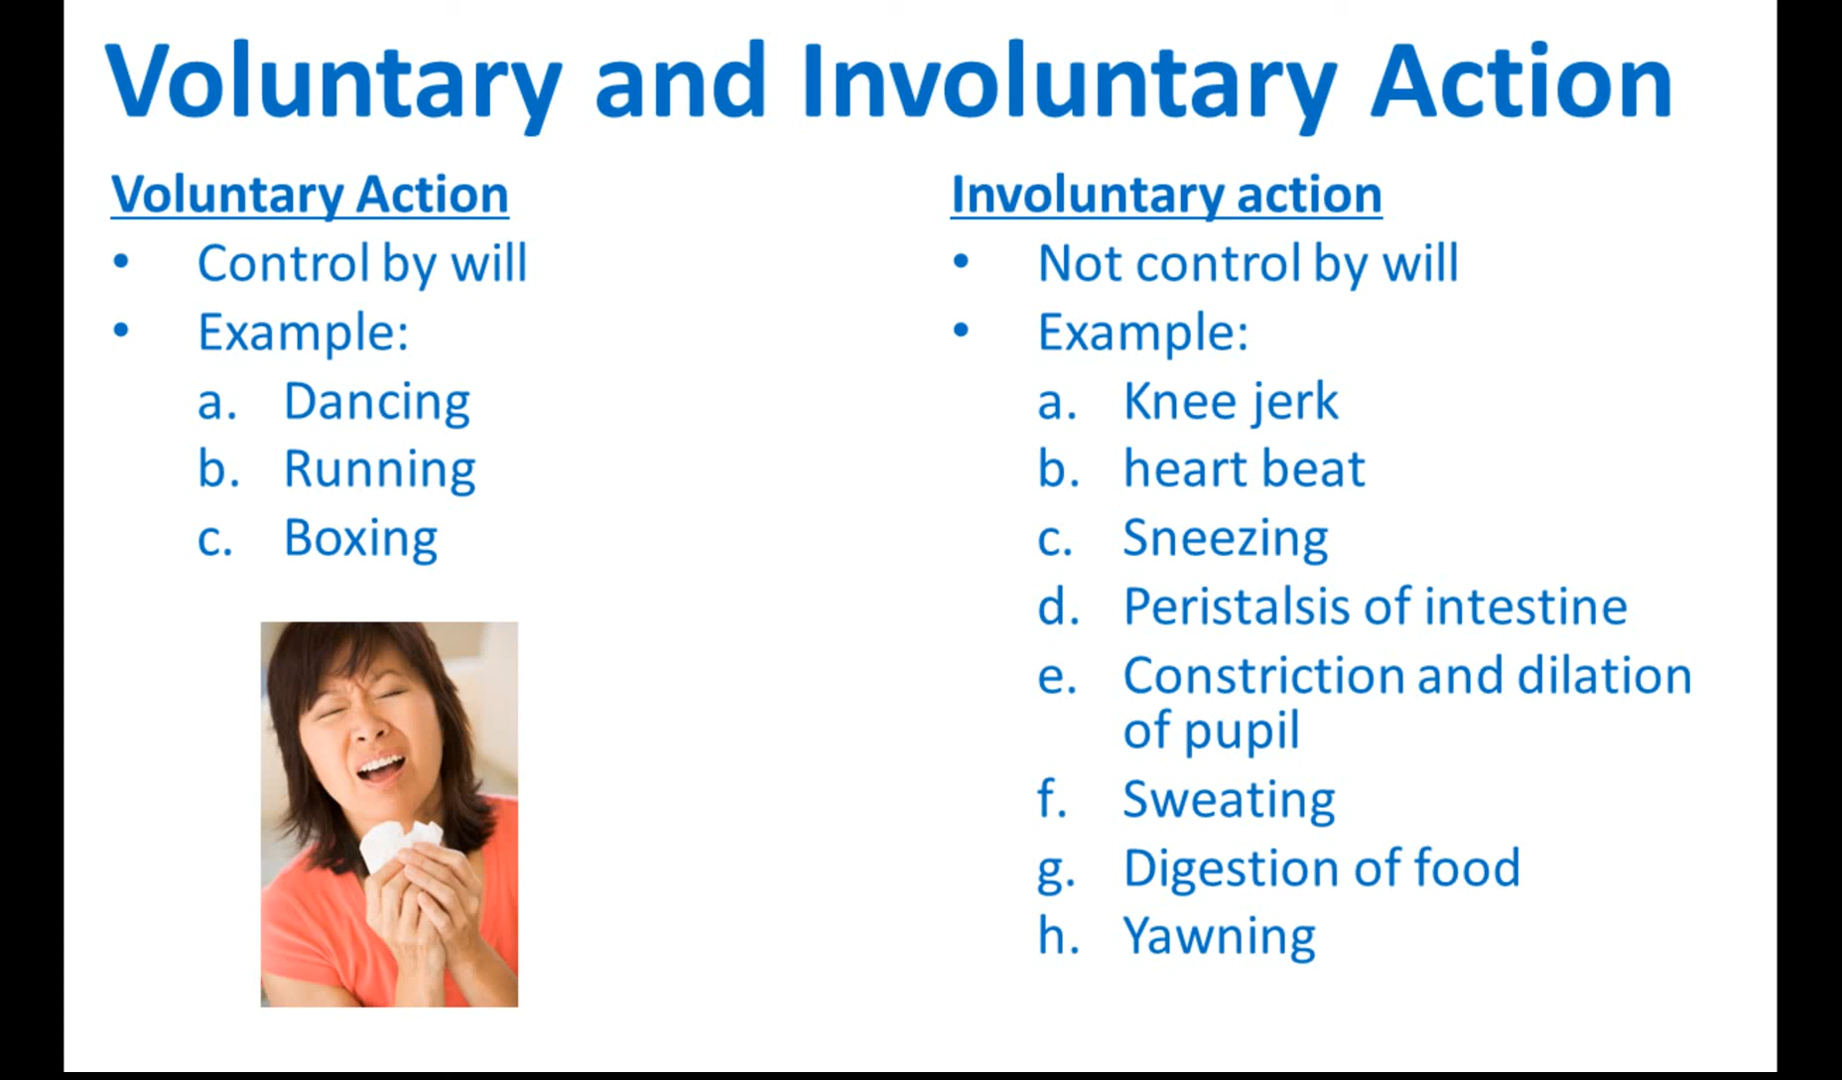 Voluntary and Involuntary Action
Voluntary Action
• Control by will
• Example:
a. Dancing
b. Running
c. Boxing
Involuntary action
• Not control by will
• Example:
a. Knee jerk
b. heart beat
c. Sneezing
d. Peristalsis of intestine
e. Constriction and dilation
of pupil
f. Sweating
g. Digestion of food
h. Yawning